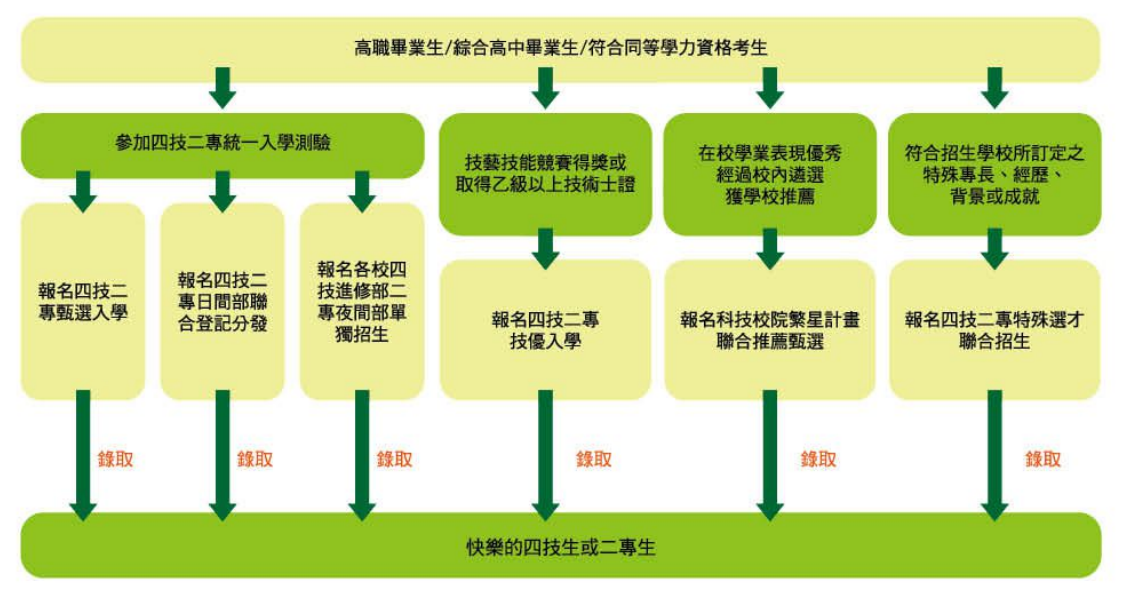 高職畢業生/綜合高中畢業生/符合同等學力資格考生
參加四技二專統一入學測驗
技藝技能競賽得獎或
取得乙級以上技術士證
在校學業表現優秀
經過校內遴選
獲學校推薦
符合招生學校所訂定之
特殊專長、經歷、
背景或成就
報名四技二
專甄選入學
報名四技二
專日間部聯
合登記分發
報名各校四
技進修部二
專夜間部單
獨招生
報名四技二專
技優入學
報名科技校院繁星計畫
聯合推薦甄選
報名四技二專特殊選才
聯合招生
錄取
錄取
錄取
錄取
錄取
錄取
快樂的四技生或二專生